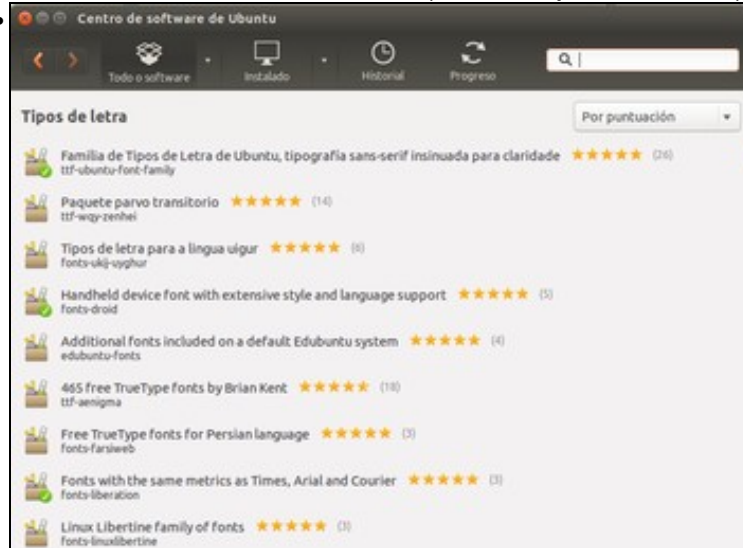 Centro de software de Ubuntu
Todo o software
Instalado
Historial
Progreso
Tipos de letra
Por puntuación
Familia de Tipos de Letra de Ubuntu, tipografía sans-serif insinuada para claridade (26)
ttf-ubuntu-font-family
Paquete parvo transitorio (14)
ttf-wqy-zenhei
Tipos de letra para a lingua uigur (6)
fonts-ukij-uyghur
Handheld device font with extensive style and language support (5)
fonts-droid
Additional fonts included on a default Edubuntu system (4)
edubuntu-fonts
465 free TrueType fonts by Brian Kent (18)
ttf-aenigma
Free TrueType fonts for Persian language (3)
fonts-farsiweb
Fonts with the same metrics as Times, Arial and Courier (3)
fonts-liberation
Linux Libertine family of fonts (3)
fonts-linuxlibertine